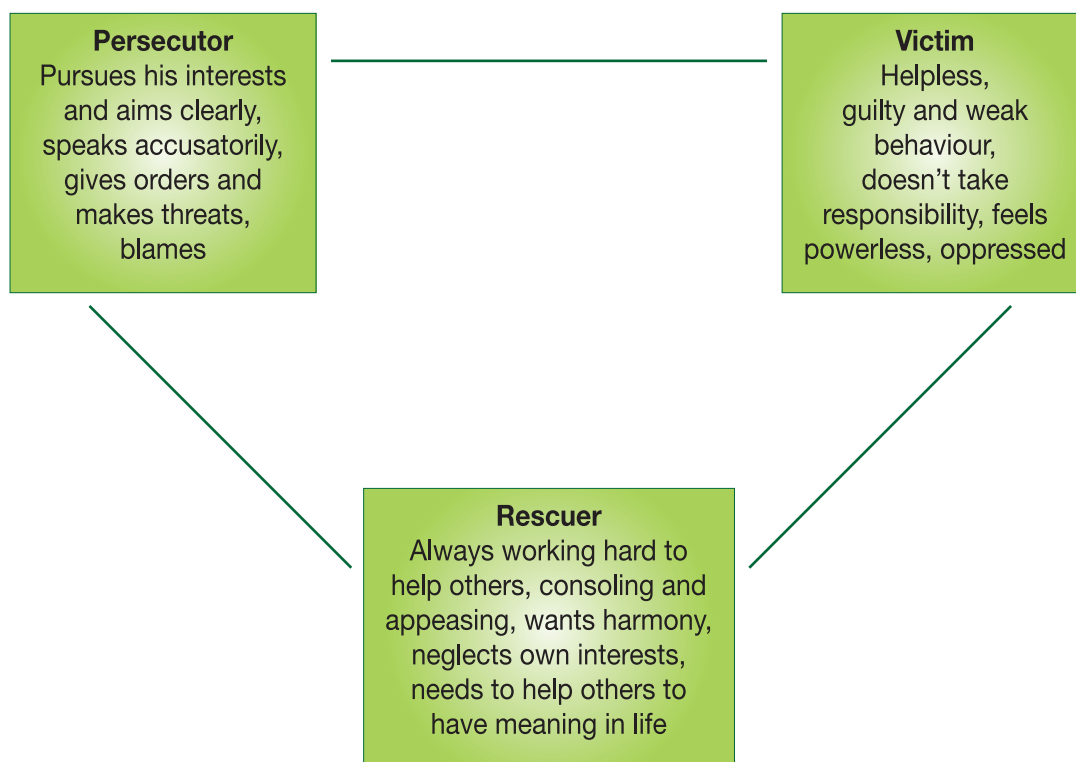 Persecutor
Pursues his interests
and aims clearly,
speaks accusatorily,
gives orders and
makes threats,
blames
Victim
Helpless,
guilty and weak
behaviour,
doesn’t take
responsibility, feels
powerless, oppressed
Rescuer
Always working hard to
help others, consoling and
appeasing, wants harmony,
neglects own interests,
needs to help others to
have meaning in life